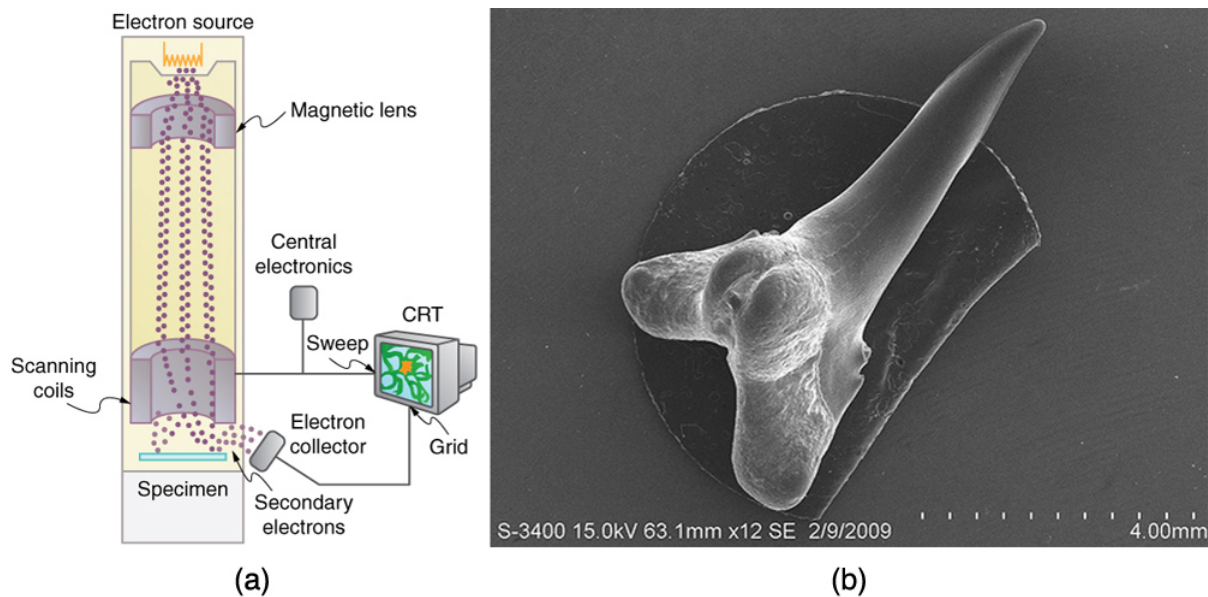 Electron source
Magnetic lens
Central
electronics
CRT
Sweep
Scanning
coils
Electron
collector
Grid
Specimen
Secondary
electrons
S-3400 15.0kV 63.1mm x12 SE 2/9/2009
4.00mm
(a)
(b)